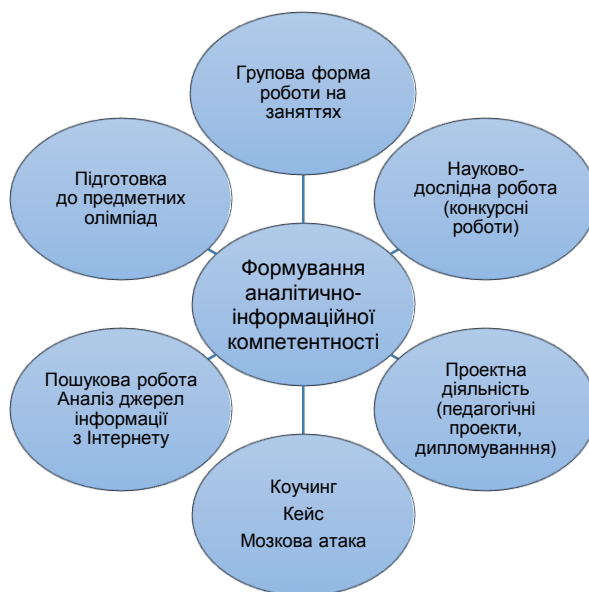 Групова форма
роботи на
заняттях
Науково-
дослідна робота
(конкурсні
роботи)
Проектна
діяльність
(педагогічні
проекти,
дипломуванння)
Коучинг
Кейс
Мозкова атака
Пошукова робота
Аналіз джерел
інформації
з Інтернету
Підготовка
до предметних
олімпіад
Формування
аналітично-
інформаційної
компетентності